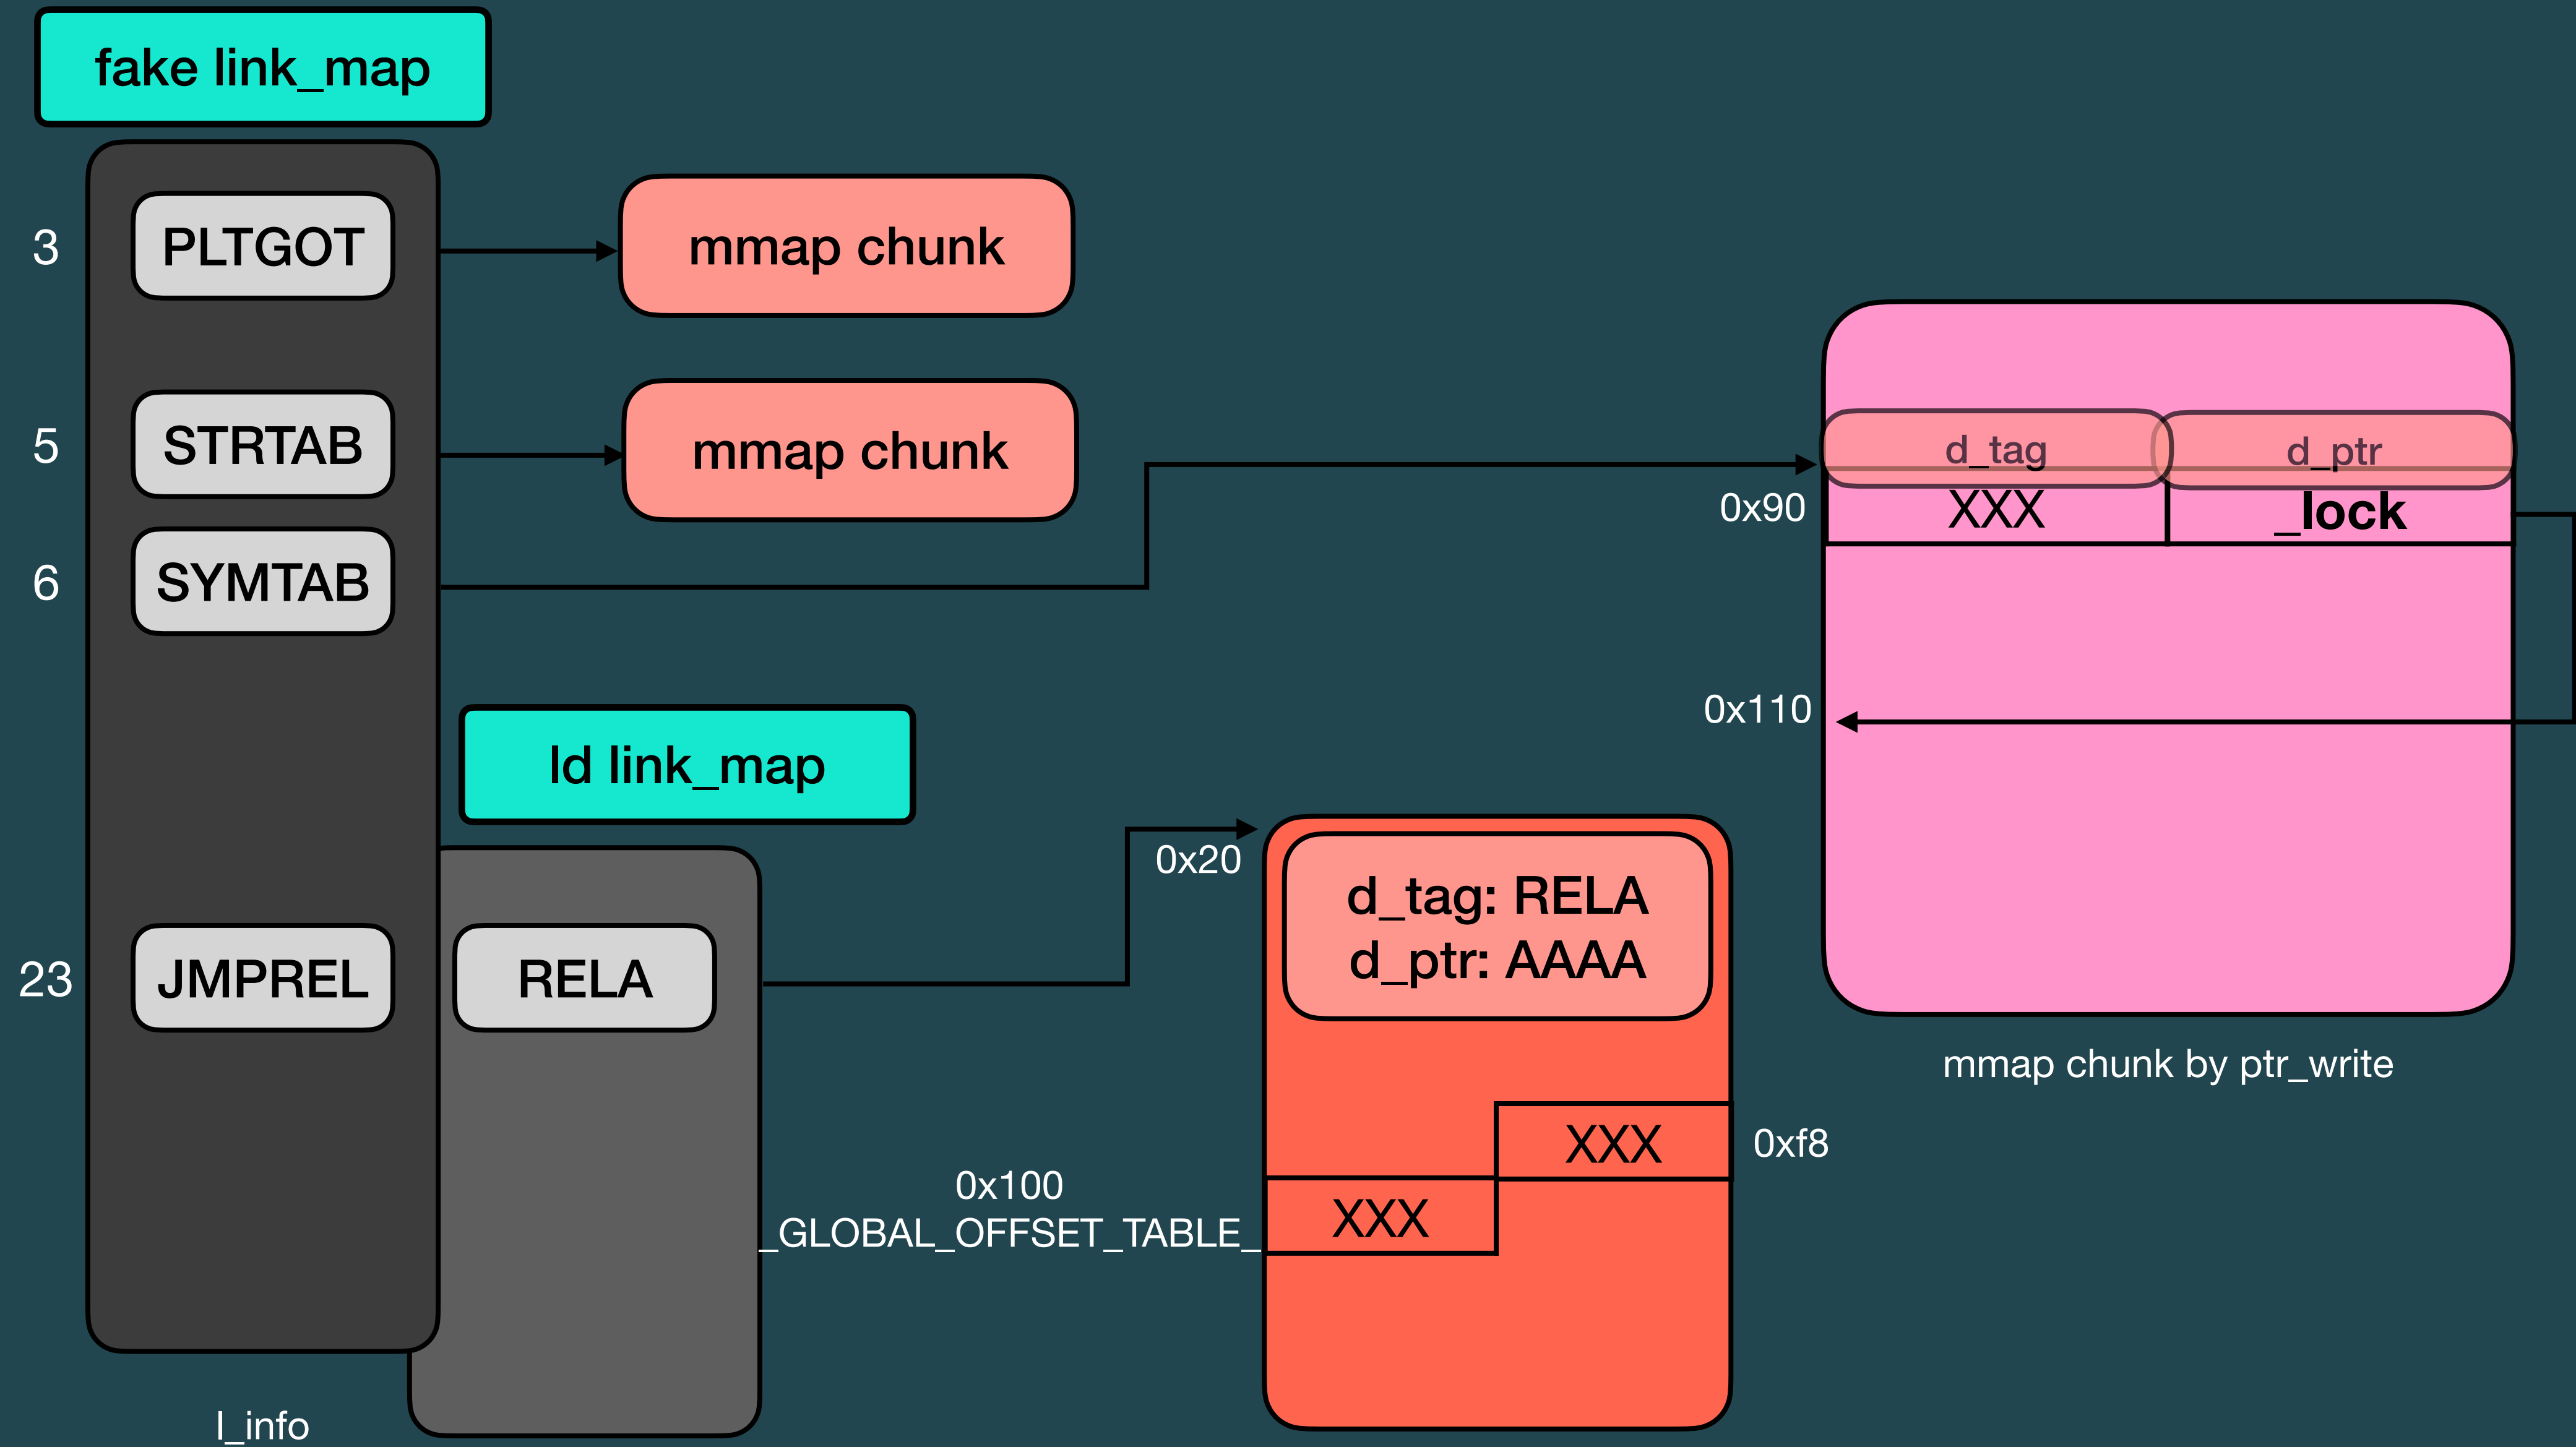 fake link_map
3
PLTGOT
mmap chunk
5
STRTAB
mmap chunk
6
SYMTAB
d_tag
d_ptr
0x90
XXX
_lock
0x110
ld link_map
0x20
d_tag: RELA
d_ptr: AAAA
23
JMPREL
RELA
mmap chunk by ptr_write
XXX
0xf8
0x100
_GLOBAL_OFFSET_TABLE_
XXX
l_info